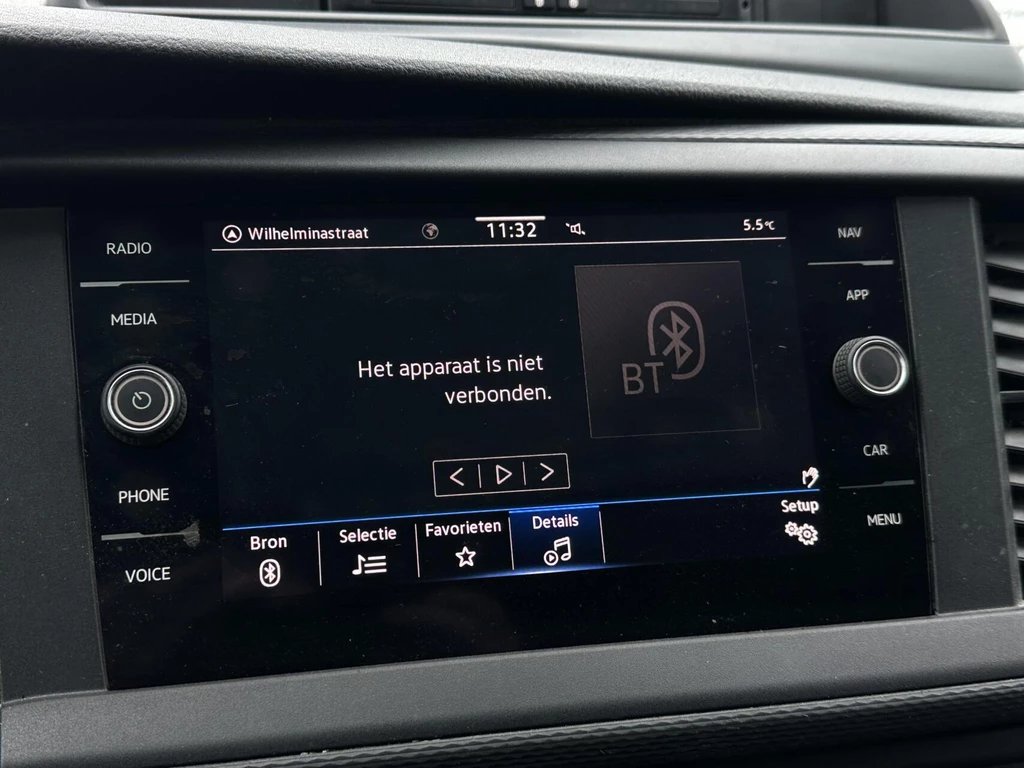 Wilhelminastraat 11:32 5.5°C
RADIO
MEDIA
PHONE
VOICE
Het apparaat is niet
verbonden.
BT
Bron
Selectie
Favorieten
Details
Setup
NAV
APP
CAR
MENU